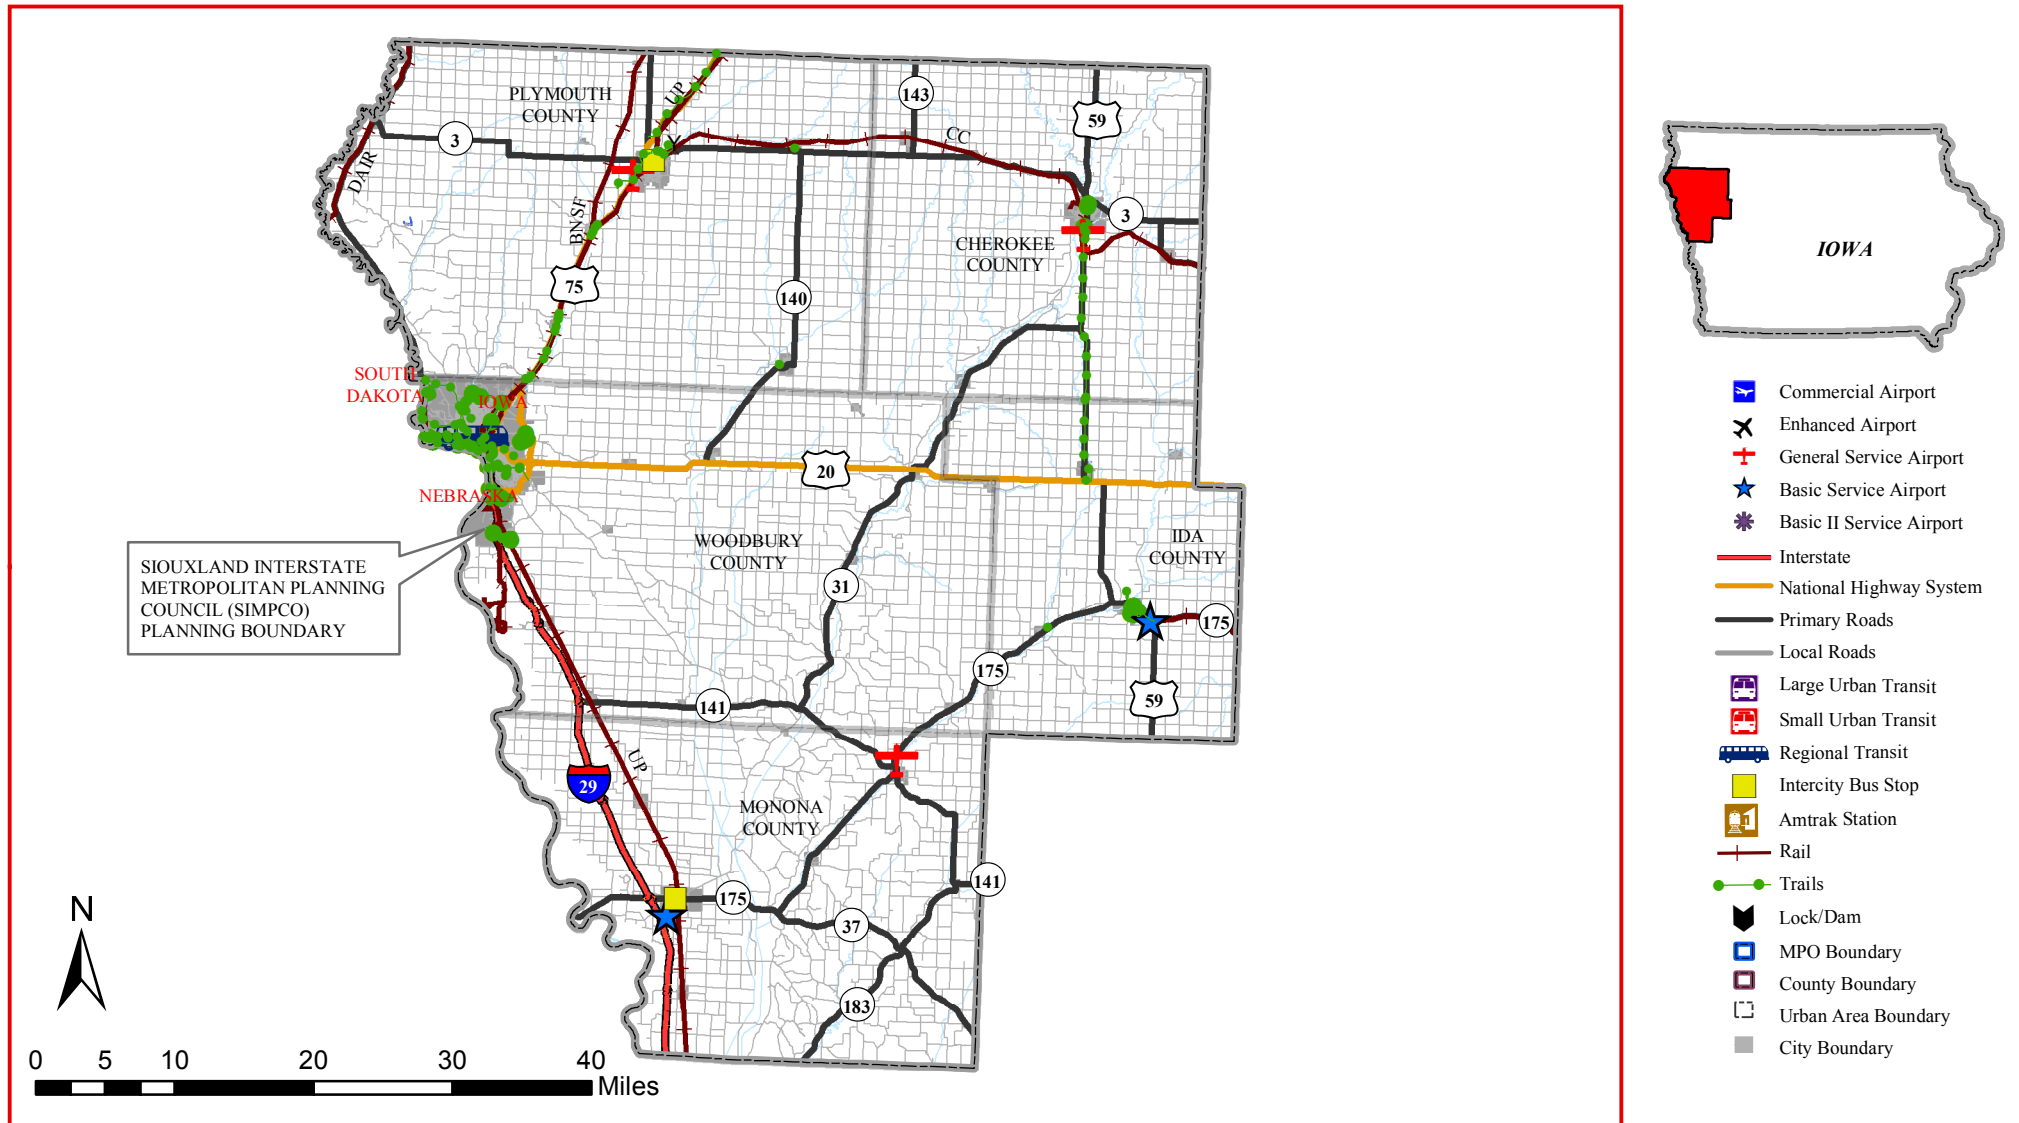 PLYMOUTH
COUNTY
UP
143
59
3
CC
DAIR
BNSF
3
CHEROKEE
COUNTY
75
140
SOUTH
DAKOTA
IOWA
20
NEBRASKA
WOODBURY
COUNTY
IDA
COUNTY
SIOUXLAND INTERSTATE
METROPOLITAN PLANNING
COUNCIL (SIMPCO)
PLANNING BOUNDARY
31
175
175
59
141
UP
29
MONONA
COUNTY
141
175
37
183
N
0 5 10 20 30 40
Miles
IOWA
Commercial Airport
Enhanced Airport
General Service Airport
Basic Service Airport
Basic II Service Airport
Interstate
National Highway System
Primary Roads
Local Roads
Large Urban Transit
Small Urban Transit
Regional Transit
Intercity Bus Stop
Amtrak Station
Rail
Trails
Lock/Dam
MPO Boundary
County Boundary
Urban Area Boundary
City Boundary